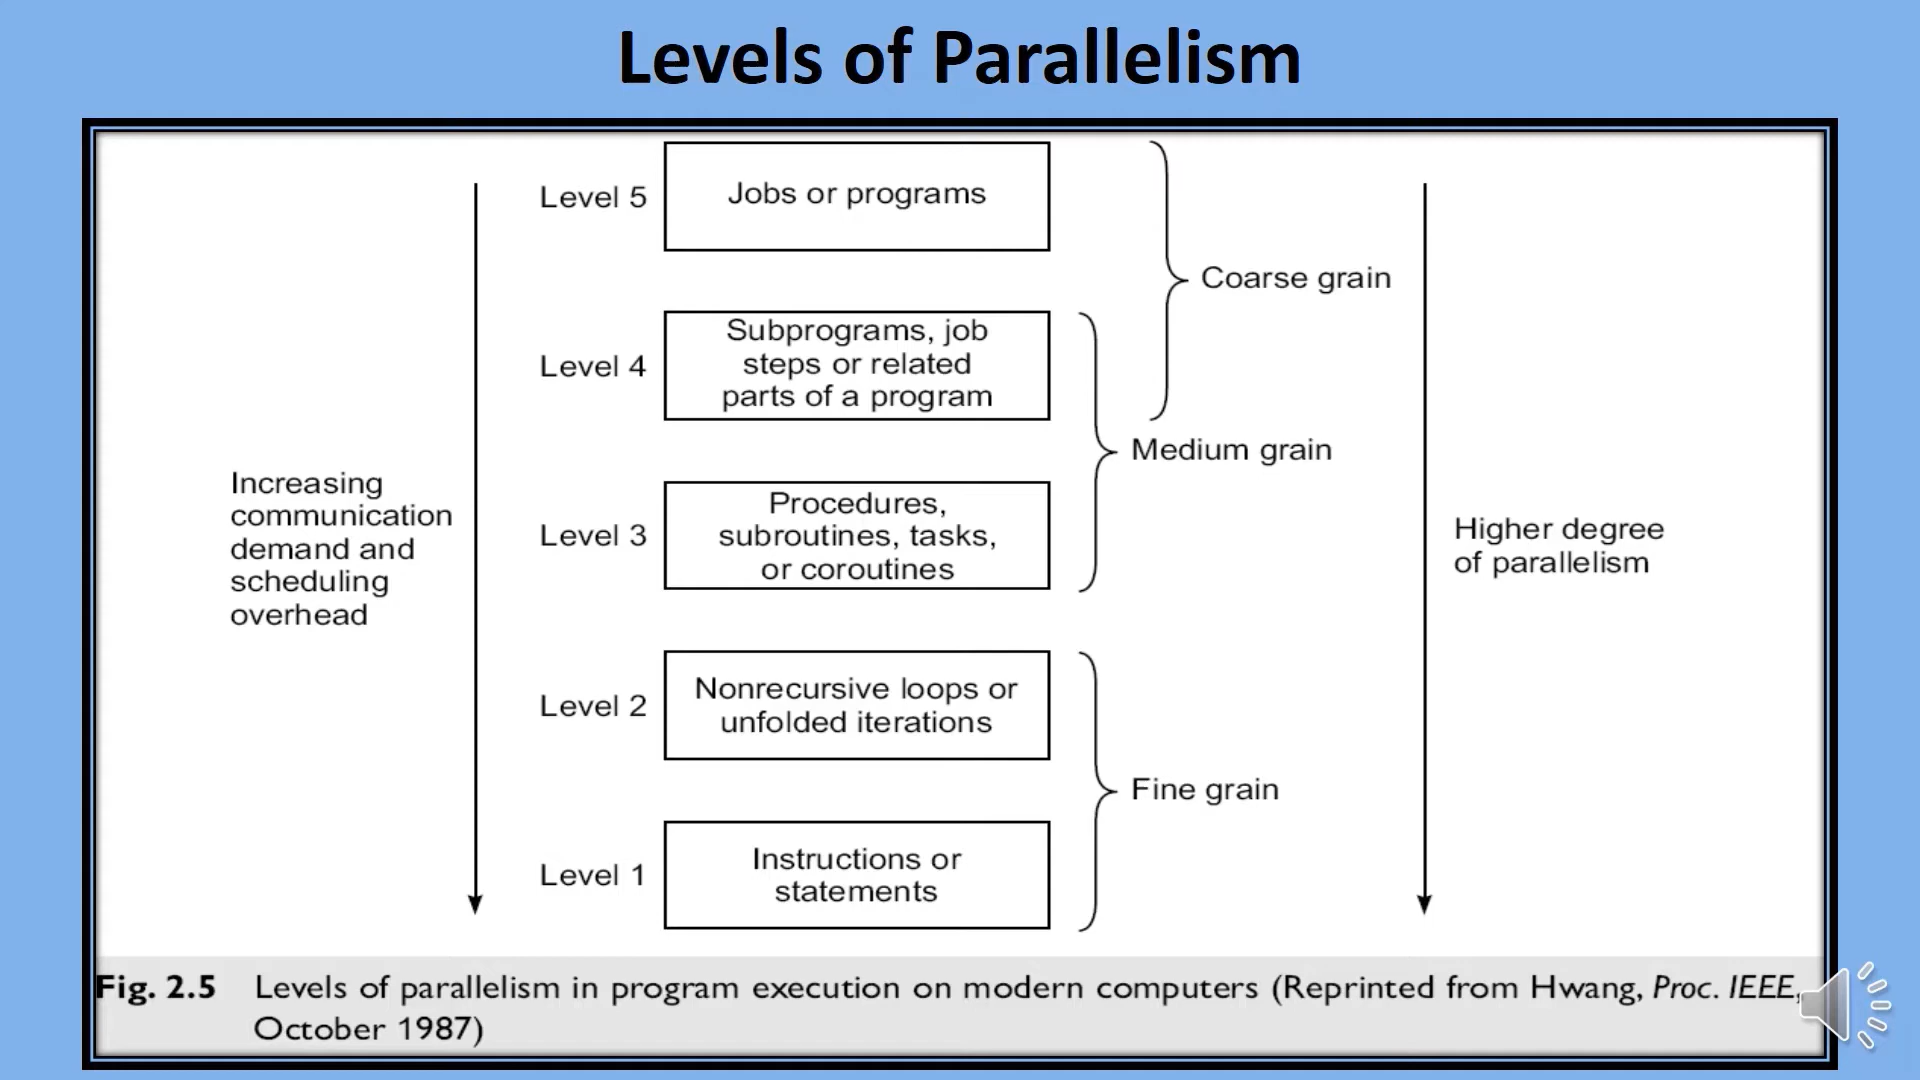 Levels of Parallelism
Level 5
Jobs or programs
Coarse grain
Level 4
Subprograms, job
steps or related
parts of a program
Medium grain
Increasing
communication
demand and
scheduling
overhead
Level 3
Procedures,
subroutines, tasks,
or coroutines
Higher degree
of parallelism
Level 2
Nonrecursive loops or
unfolded iterations
Fine grain
Level 1
Instructions or
statements
Fig. 2.5 Levels of parallelism in program execution on modern computers (Reprinted from Hwang, Proc. IEEE,
October 1987)